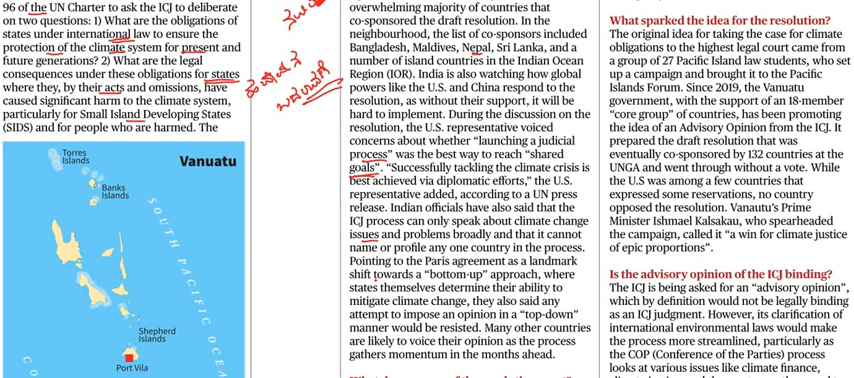 96 of the UN Charter to ask the ICJ to deliberate
on two questions: 1) What are the obligations of
states under international law to ensure the
protection of the climate system for present and
future generations? 2) What are the legal
consequences under these obligations for states
where they, by their acts and omissions, have
caused significant harm to the climate system,
particularly for Small Island Developing States
(SIDS) and for people who are harmed. The
Torres
Islands
Vanuatu
Banks
Islands
SOUTH PACIFIC OCEA
Shepherd
Islands
Port Vila
CO
overwhelming majority of countries that
co-sponsored the draft resolution. In the
neighbourhood, the list of co-sponsors included
Bangladesh, Maldives, Nepal, Sri Lanka, and a
number of island countries in the Indian Ocean
Region (IOR). India is also watching how global
powers like the U.S. and China respond to the
resolution, as without their support, it will be
hard to implement. During the discussion on the
resolution, the U.S. representative voiced
concerns about whether “launching a judicial
process” was the best way to reach “shared
goals”. “Successfully tackling the climate crisis is
best achieved via diplomatic efforts,” the U.S.
representative added, according to a UN press
release. Indian officials have also said that the
ICJ process can only speak about climate change
issues and problems broadly and that it cannot
name or profile any one country in the process.
Pointing to the Paris agreement as a landmark
shift towards a “bottom-up” approach, where
states themselves determine their ability to
mitigate climate change, they also said any
attempt to impose an opinion in a “top-down”
manner would be resisted. Many other countries
are likely to voice their opinion as the process
gathers momentum in the months ahead.
What sparked the idea for the resolution?
The original idea for taking the case for climate
obligations to the highest legal court came from
a group of 27 Pacific Island law students, who set
up a campaign and brought it to the Pacific
Islands Forum. Since 2019, the Vanuatu
government, with the support of an 18-member
“core group” of countries, has been promoting
the idea of an Advisory Opinion from the ICJ. It
prepared the draft resolution that was
eventually co-sponsored by 132 countries at the
UNGA and went through without a vote. While
the U.S was among a few countries that
expressed some reservations, no country
opposed the resolution. Vanuatu’s Prime
Minister Ishmael Kalsakau, who spearheaded
the campaign, called it “a win for climate justice
of epic proportions”.
Is the advisory opinion of the ICJ binding?
The ICJ is being asked for an “advisory opinion”,
which by definition would not be legally binding
as an ICJ judgment. However, its clarification of
international environmental laws would make
the process more streamlined, particularly as
the COP (Conference of the Parties) process
looks at various issues like climate finance,